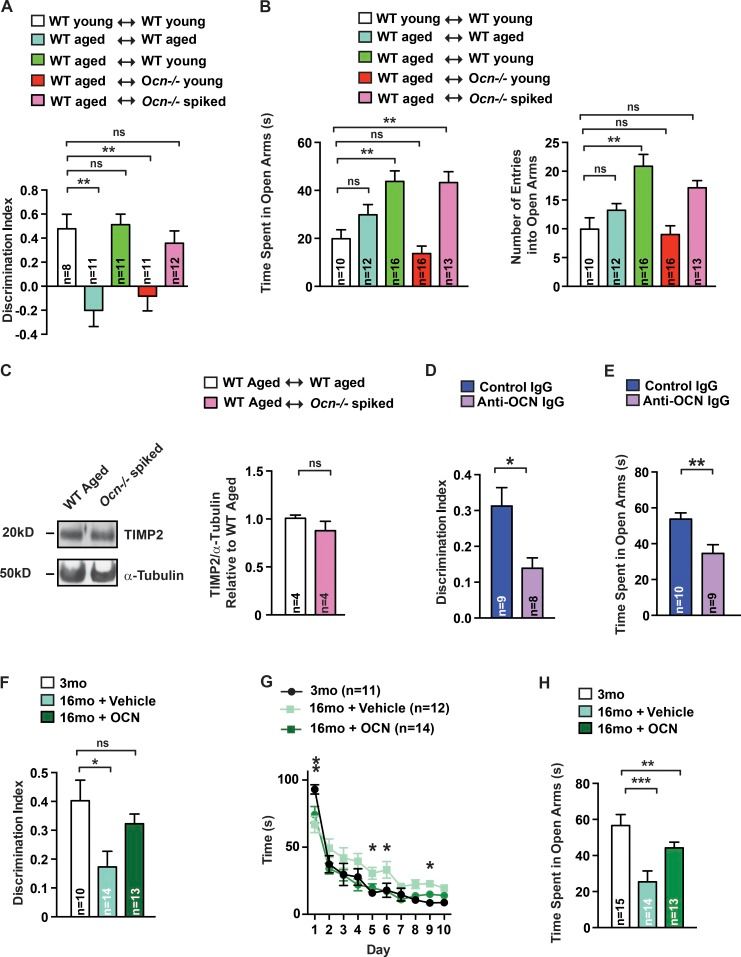 A
WT young ↔ WT young
WT aged ↔ WT aged
WT aged ↔ WT young
WT aged ↔ Ocn-/- young
WT aged ↔ Ocn-/- spiked
ns
**
ns
**
Discrimination Index
0.8
0.6
0.4
0.2
0.0
-0.2
-0.4
n=8
n=11
n=11
n=11
n=12
B
WT young ↔ WT young
WT aged ↔ WT aged
WT aged ↔ WT young
WT aged ↔ Ocn-/- young
WT aged ↔ Ocn-/- spiked
**
ns
**
ns
Time Spent in Open Arms (s)
60
40
20
0
n=10
n=12
n=16
n=16
n=13
ns
ns
**
ns
Number of Entries
into Open Arms
25
20
15
10
5
0
n=10
n=12
n=16
n=16
n=13
C
WT Aged
Ocn-/- spiked
20kD
TIMP2
50kD
α-Tubulin
WT Aged ↔ WT aged
WT Aged ↔ Ocn-/- spiked
ns
TIMP2/α-Tubulin
Relative to WT Aged
1.5
1.0
0.5
0
n=4
n=4
D
Control IgG
Anti-OCN IgG
*
Discrimination Index
0.4
0.3
0.2
0.1
0.0
n=9
n=8
E
Control IgG
Anti-OCN IgG
**
Time Spent in Open Arms (s)
80
60
40
20
0
n=10
n=9
F
3mo
16mo + Vehicle
16mo + OCN
ns
*
Discrimination Index
0.5
0.4
0.3
0.2
0.1
0
n=10
n=14
n=13
G
3mo (n=11)
16mo + Vehicle (n=12)
16mo + OCN (n=14)
*
*
* *
*
Time (s)
100
50
0
1 2 3 4 5 6 7 8 9 10
Day
H
3mo
16mo + Vehicle
16mo + OCN
**
***
Time Spent in Open Arms (s)
80
60
40
20
0
n=15
n=14
n=13